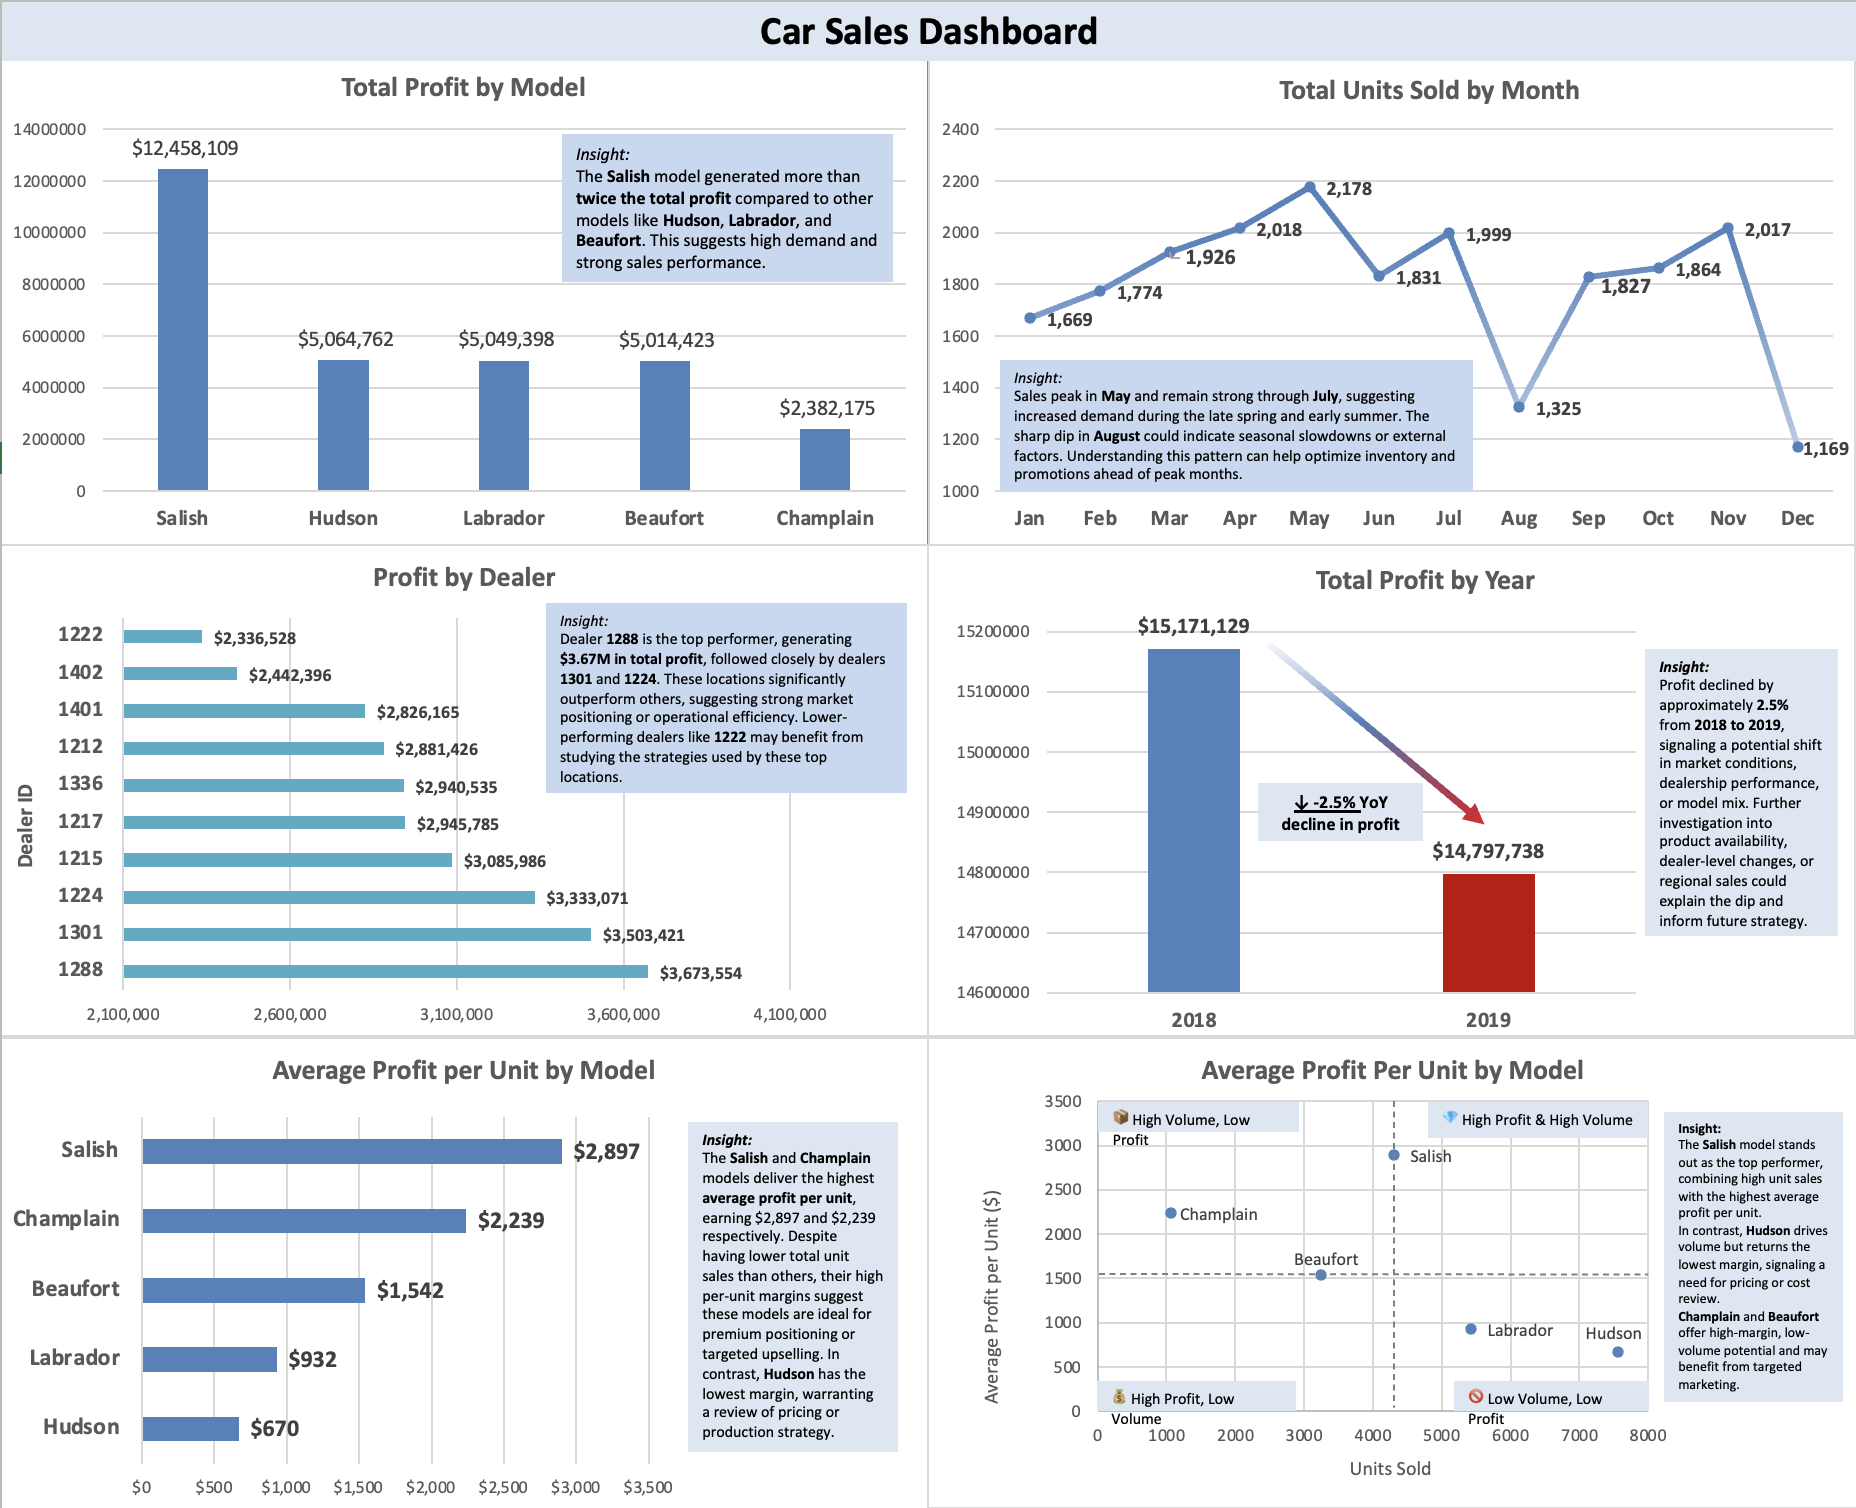 Car Sales Dashboard
Total Profit by Model
14000000
12000000
10000000
8000000
6000000
4000000
2000000
0
$12,458,109
$5,064,762
$5,049,398
$5,014,423
$2,382,175
Salish
Hudson
Labrador
Beaufort
Champlain
Insight:
The Salish model generated more than
twice the total profit compared to other
models like Hudson, Labrador, and
Beaufort. This suggests high demand and
strong sales performance.
Total Units Sold by Month
2400
2200
2000
1800
1600
1400
1200
1000
1,669
1,774
1,926
2,018
2,178
1,831
1,999
1,325
1,827
1,864
2,017
1,169
Jan
Feb
Mar
Apr
May
Jun
Jul
Aug
Sep
Oct
Nov
Dec
Insight:
Sales peak in May and remain strong through July, suggesting
increased demand during the late spring and early summer. The
sharp dip in August could indicate seasonal slowdowns or external
factors. Understanding this pattern can help optimize inventory and
promotions ahead of peak months.
Profit by Dealer
Dealer ID
1222
$2,336,528
1402
$2,442,396
1401
$2,826,165
1212
$2,881,426
1336
$2,940,535
1217
$2,945,785
1215
$3,085,986
1224
$3,333,071
1301
$3,503,421
1288
$3,673,554
2,100,000
2,600,000
3,100,000
3,600,000
4,100,000
Insight:
Dealer 1288 is the top performer, generating
$3.67M in total profit, followed closely by dealers
1301 and 1224. These locations significantly
outperform others, suggesting strong market
positioning or operational efficiency. Lower-
performing dealers like 1222 may benefit from
studying the strategies used by these top
locations.
Total Profit by Year
15200000
15100000
15000000
14900000
14800000
14700000
14600000
$15,171,129
$14,797,738
2018
2019
↓ -2.5% YoY
decline in profit
Insight:
Profit declined by
approximately 2.5%
from 2018 to 2019,
signaling a potential shift
in market conditions,
dealership performance,
or model mix. Further
investigation into
product availability,
dealer-level changes, or
regional sales could
explain the dip and
inform future strategy.
Average Profit per Unit by Model
Salish
$2,897
Champlain
$2,239
Beaufort
$1,542
Labrador
$932
Hudson
$670
$0
$500
$1,000
$1,500
$2,000
$2,500
$3,000
$3,500
Insight:
The Salish and Champlain
models deliver the highest
average profit per unit,
earning $2,897 and $2,239
respectively. Despite
having lower total unit
sales than others, their high
per-unit margins suggest
these models are ideal for
premium positioning or
targeted upselling. In
contrast, Hudson has the
lowest margin, warranting
a review of pricing or
production strategy.
Average Profit Per Unit by Model
Average Profit per Unit ($)
3500
3000
2500
2000
1500
1000
500
0
📦 High Volume, Low
Profit
💎 High Profit & High Volume
Salish
Champlain
Beaufort
Labrador
Hudson
💰 High Profit, Low
Volume
🚫 Low Volume, Low
Profit
0
1000
2000
3000
4000
5000
6000
7000
8000
Units Sold
Insight:
The Salish model stands
out as the top performer,
combining high unit sales
with the highest average
profit per unit.
In contrast, Hudson drives
volume but returns the
lowest margin, signaling a
need for pricing or cost
review.
Champlain and Beaufort
offer high-margin, low-
volume potential and may
benefit from targeted
marketing.